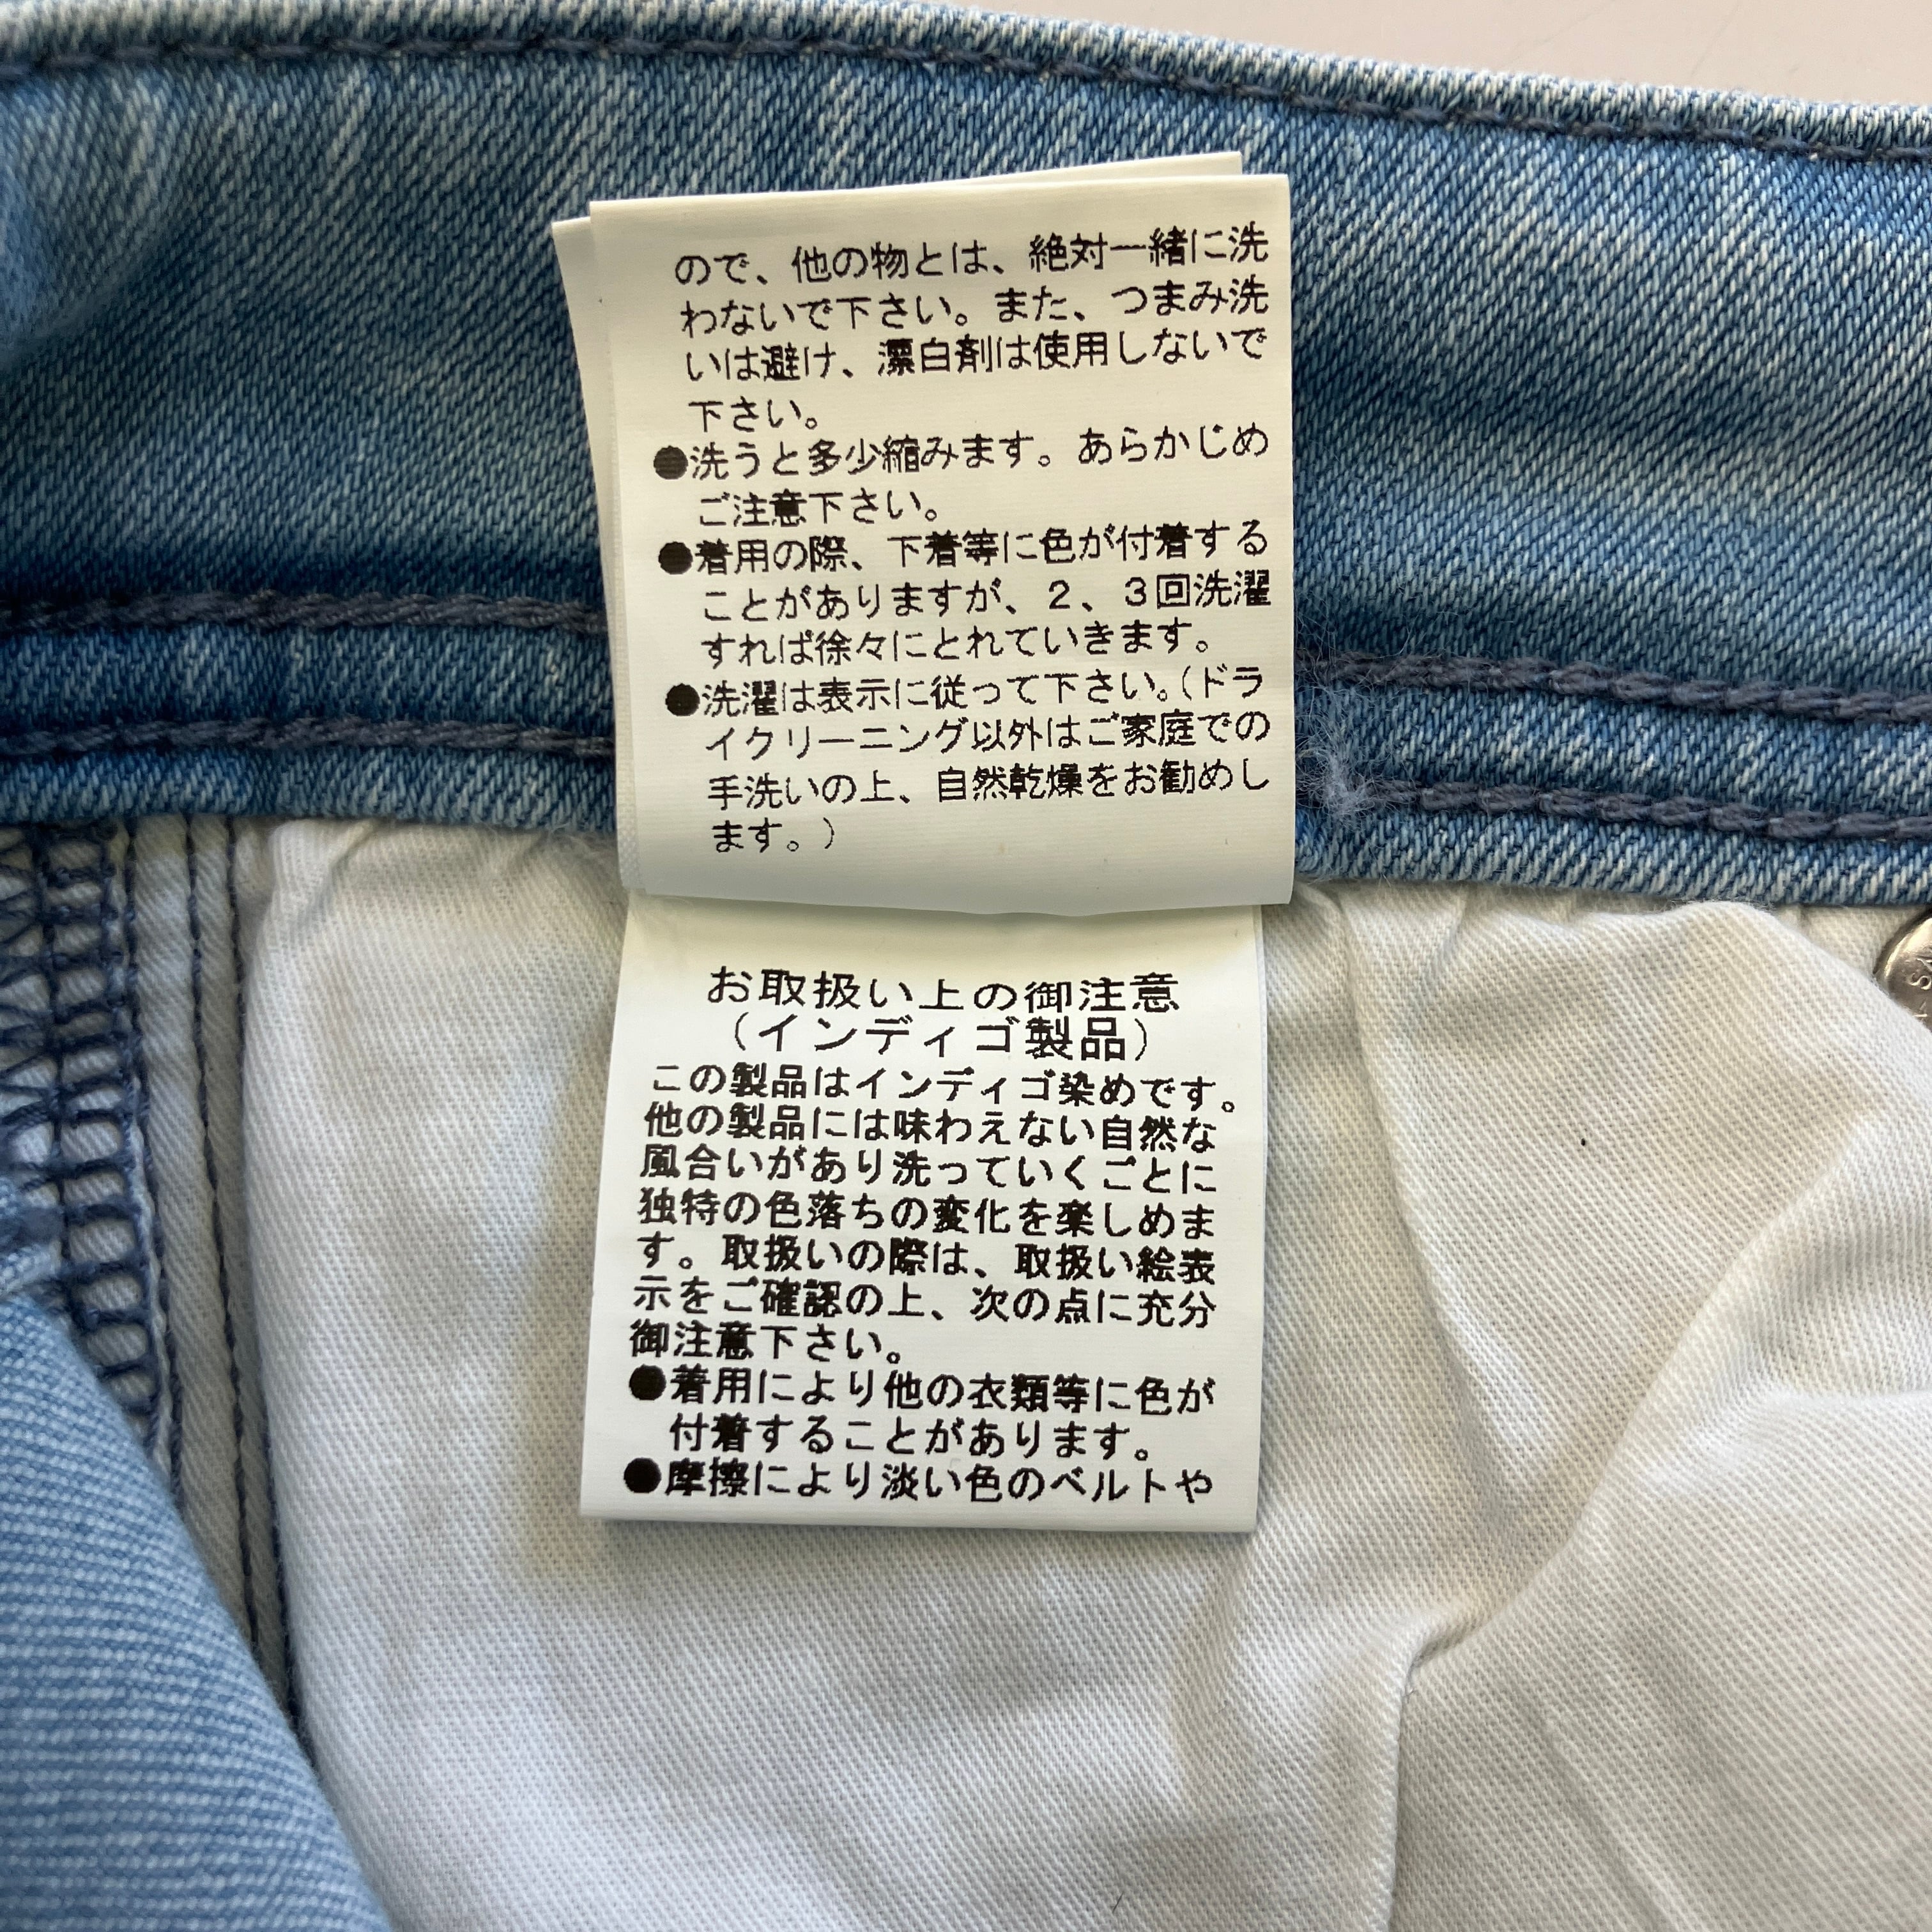 ので、他の物とは、絶対一緒に洗
わないで下さい。また、つまみ洗
いは避け、漂白剤は使用しないで
下さい。
●洗うと多少縮みます。あらかじめ
ご注意下さい。
●着用の際、下着等に色が付着する
ことがありますが、2、3回洗濯
すれば徐々にとれていきます。
●洗濯は表示に従って下さい。(ドラ
イクリーニング以外はご家庭での
手洗いの上、自然乾燥をお勧めし
ます。)
お取扱い上の御注意
(インディゴ製品)
この製品はインディゴ染めです。
他の製品には味わえない自然な
風合いがあり洗っていくごとに
独特の色落ちの変化を楽しめま
す。取扱いの際は、取扱い絵表
示をご確認の上、次の点に充分
御注意下さい。
●着用により他の衣類等に色が
付着することがあります。
●摩擦により淡い色のベルトや